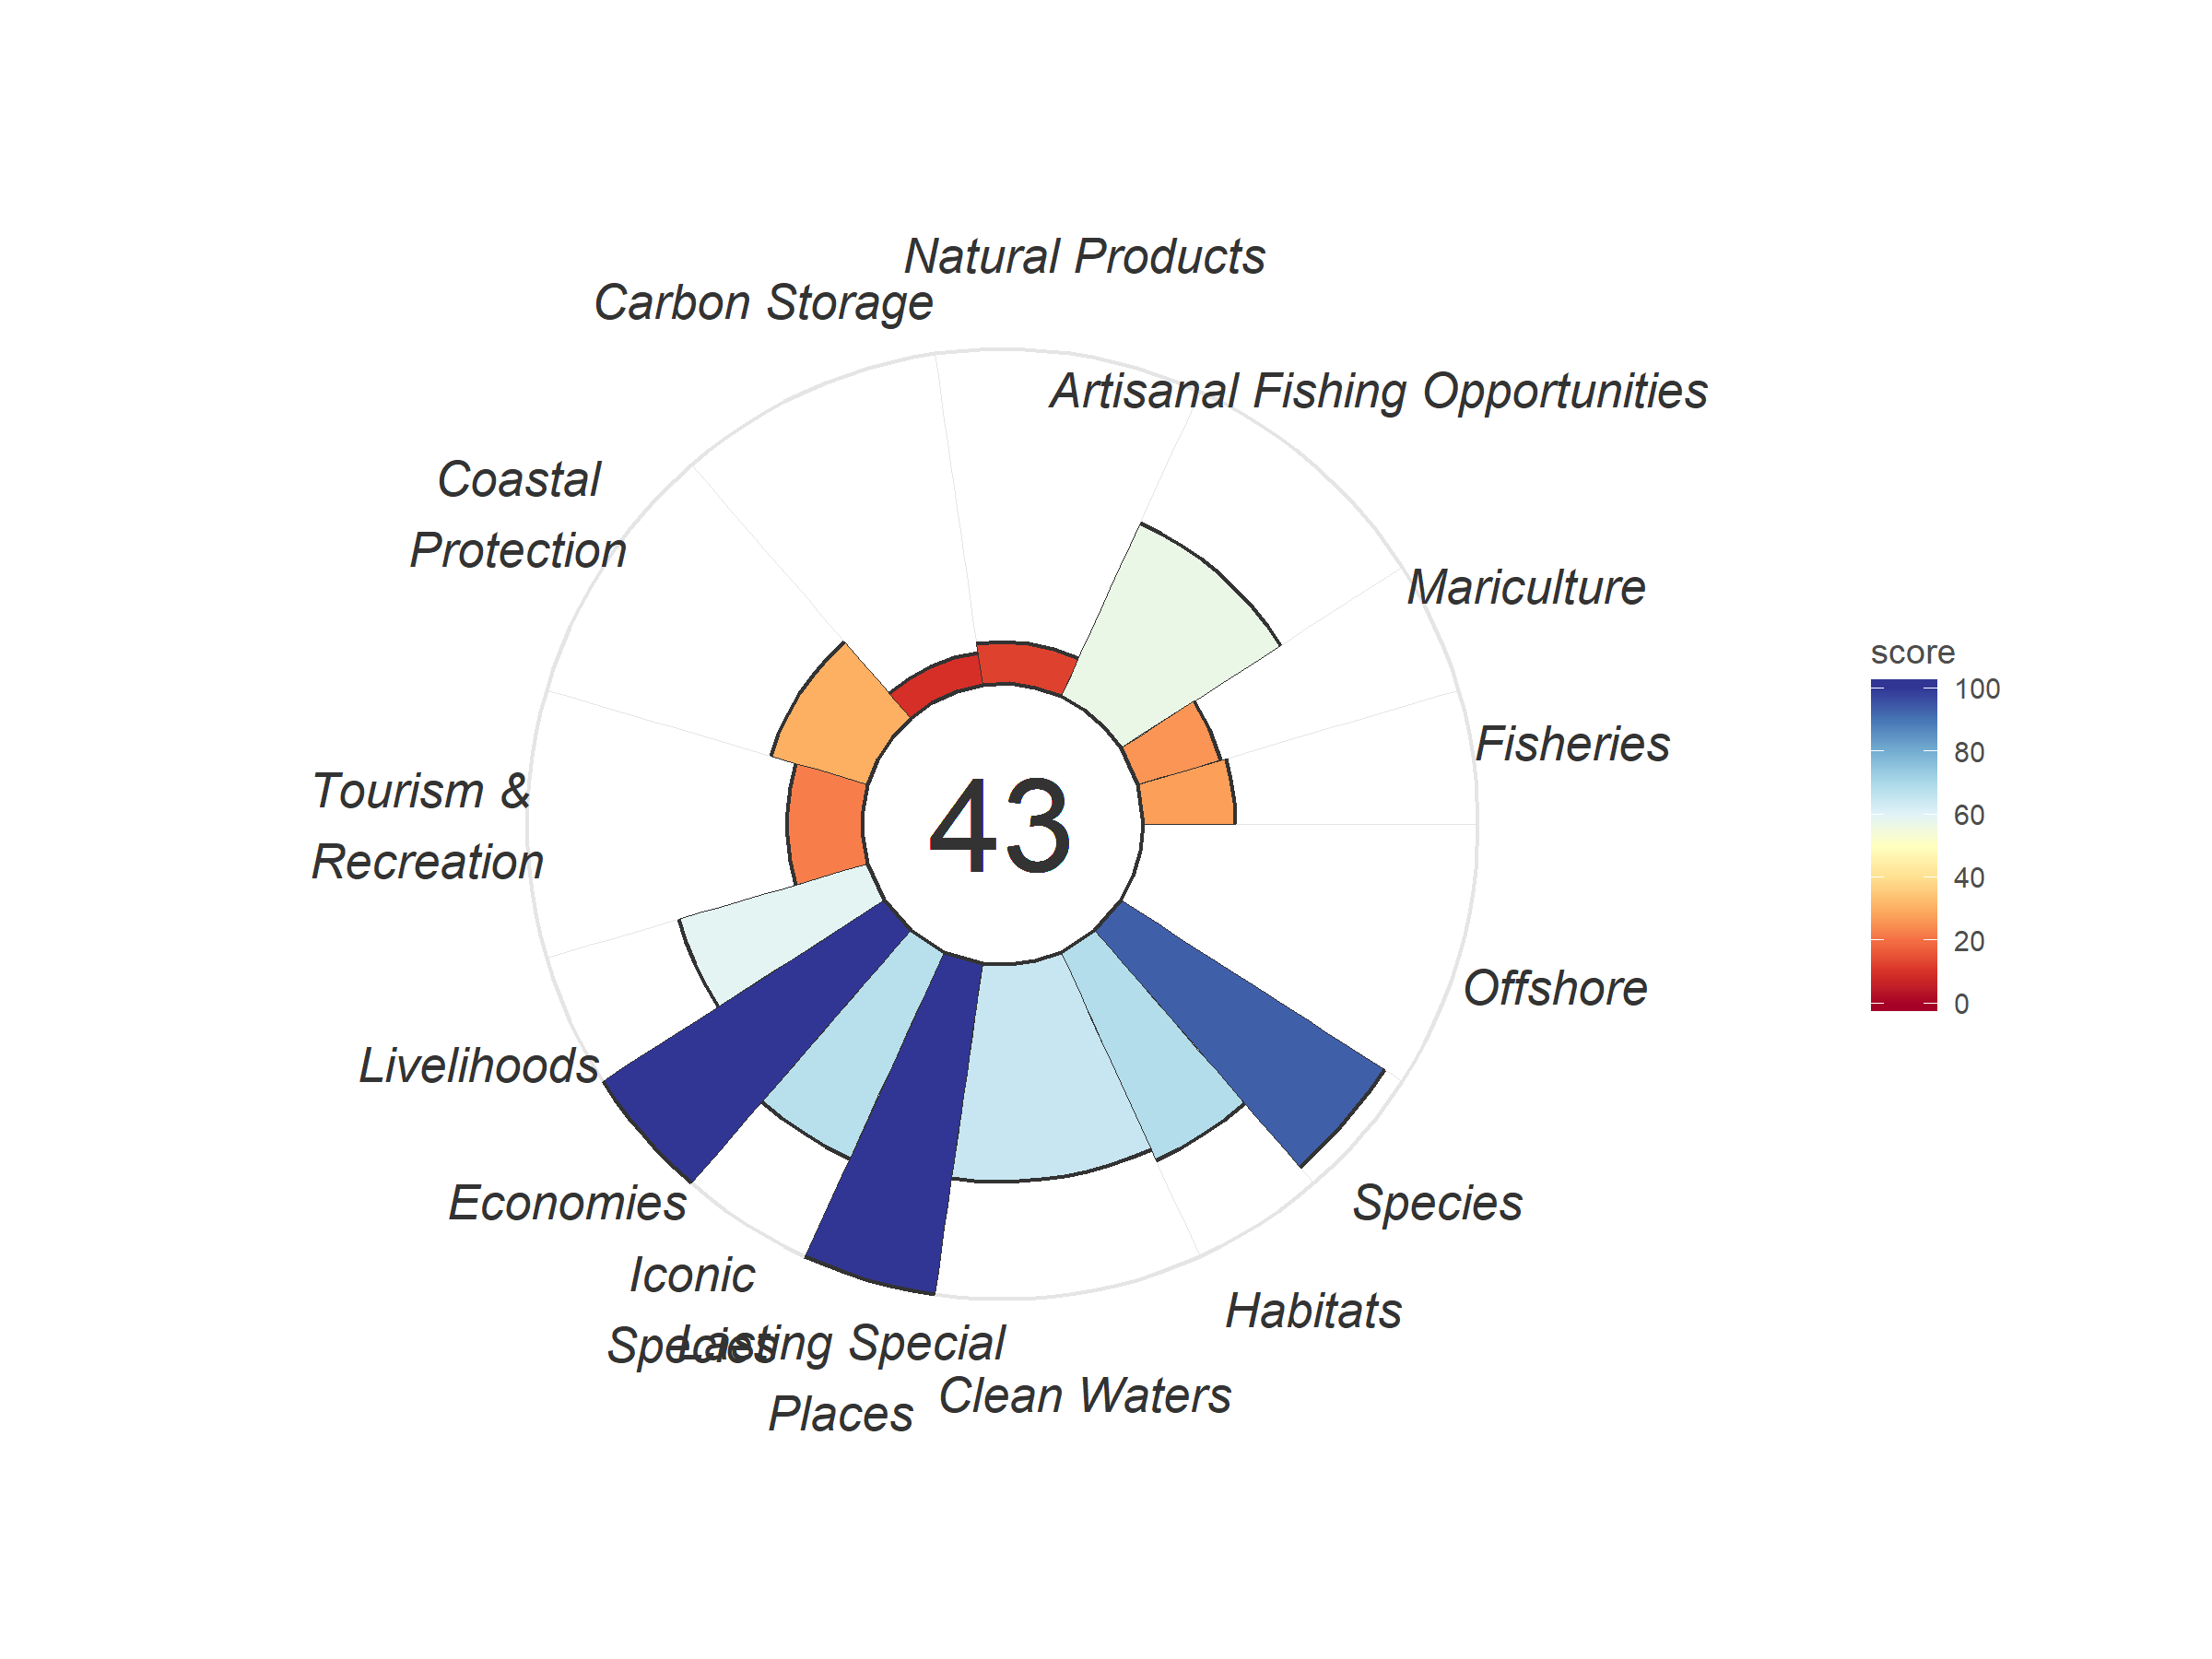 Natural Products
Carbon Storage
Artisanal Fishing Opportunities
Coastal
Protection
Mariculture
Fisheries
Tourism &
Recreation
43
Offshore
Livelihoods
Economies
Species
Iconic
Species
Lasting Special
Places
Habitats
Clean Waters
score
100
80
60
40
20
0